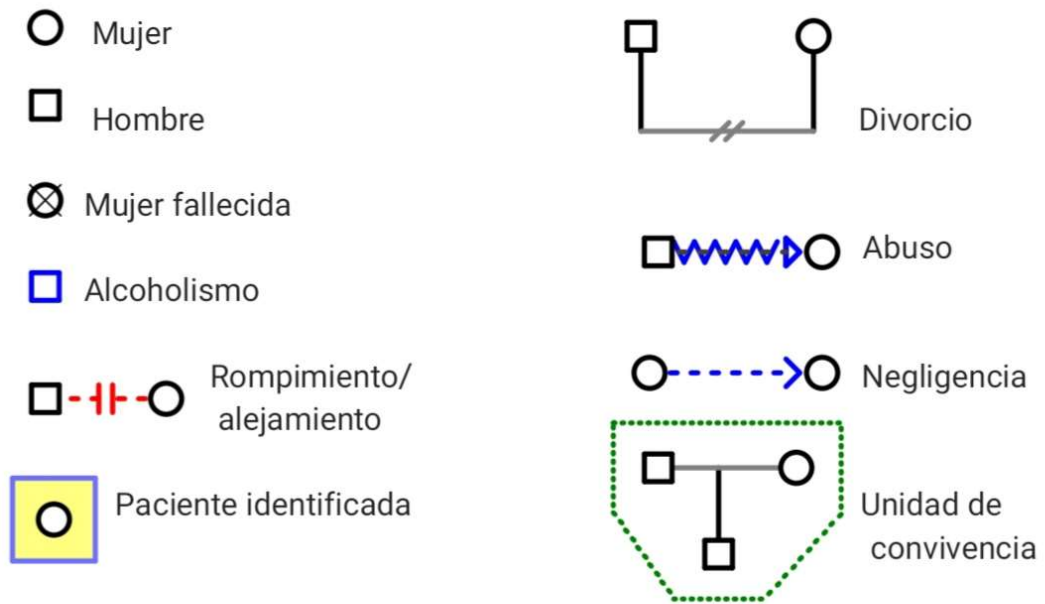 Mujer
Hombre
Mujer fallecida
Alcoholismo
Rompimiento/
alejamiento
Paciente identificada
Divorcio
Abuso
Negligencia
Unidad de
convivencia